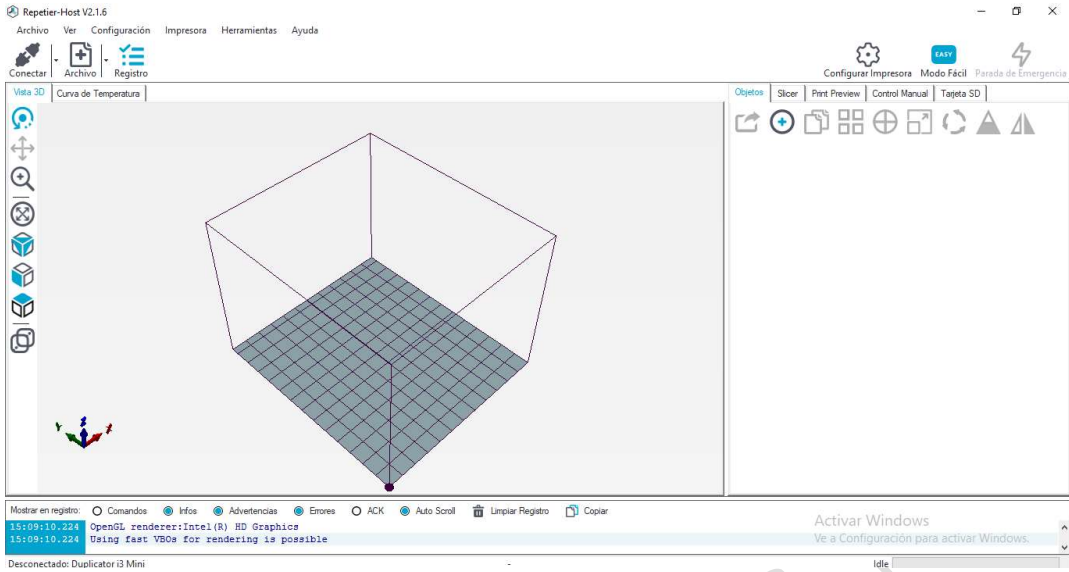 Repetier-Host V2.1.6
Archivo Ver Configuración Impresora Herramientas Ayuda
Conectar Archivo Registro Configurar Impresora EASY Modo Fácil Parada de Emergencia
Vista 3D Curva de Temperatura Objetos Slicer Print Preview Control Manual Tarjeta SD
Y Z X
Mostrar en registro: Comandos Infos Advertencias Errores ACK Auto Scroll Limpiar Registro Copiar
15:09:10.224 OpenGL renderer:Intel(R) HD Graphics
15:09:10.224 Using fast VBOs for rendering is possible
Activar Windows
Ve a Configuración para activar Windows.
Desconectado: Duplicator i3 Mini - Idle